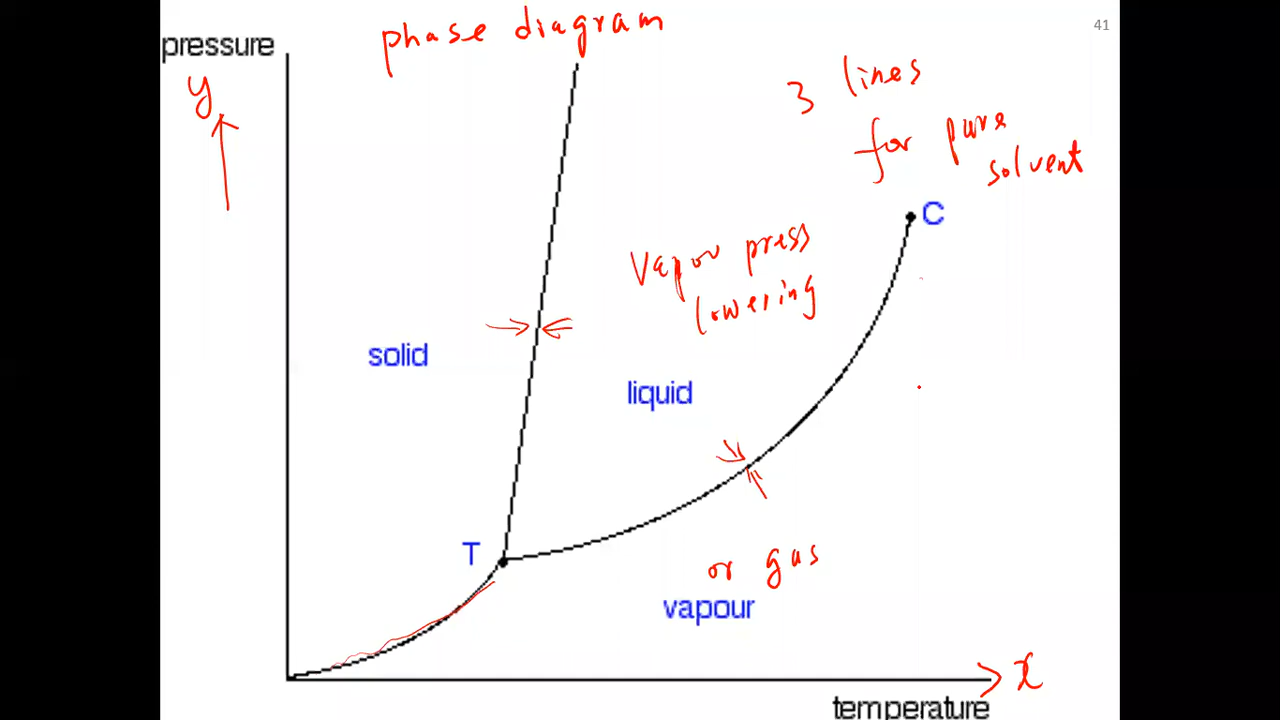 41
phase diagram
pressure
y
3 lines
for pure
solvent
C
Vapor press
lowering
solid
liquid
T
or gas
vapour
x
temperature